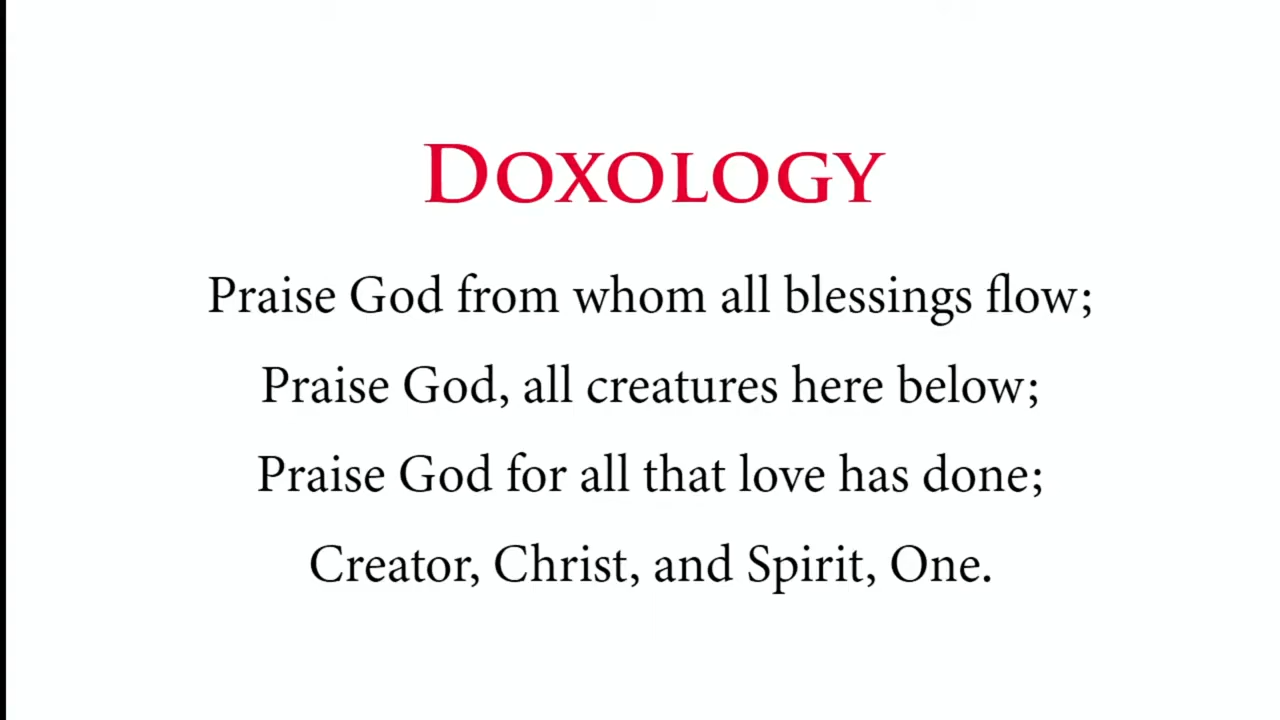 Doxology
Praise God from whom all blessings flow;
Praise God, all creatures here below;
Praise God for all that love has done;
Creator, Christ, and Spirit, One.